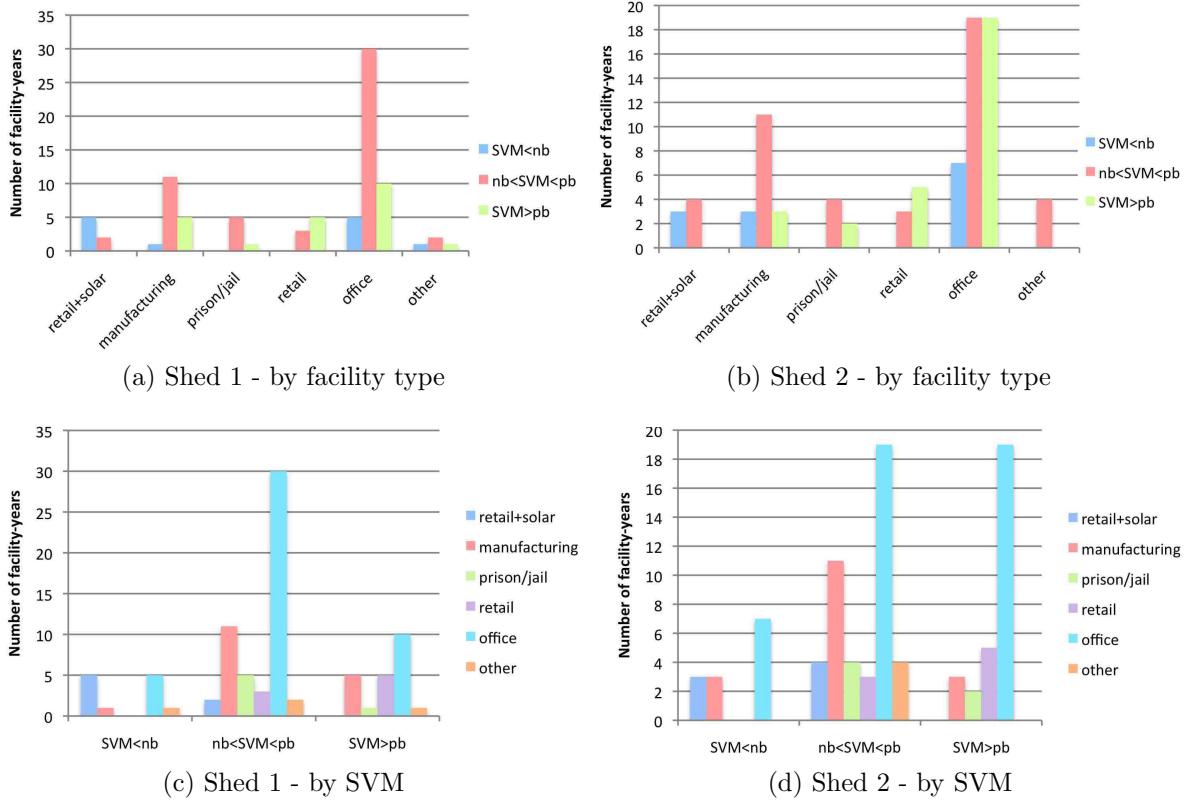 Number of facility-years
35
30
25
20
15
10
5
0
retail+solar
manufacturing
prison/jail
retail
office
other
SVM<nb
nb<SVM<pb
SVM>pb
(a) Shed 1 - by facility type
Number of facility-years
20
18
16
14
12
10
8
6
4
2
0
retail+solar
manufacturing
prison/jail
retail
office
other
SVM<nb
nb<SVM<pb
SVM>pb
(b) Shed 2 - by facility type
Number of facility-years
35
30
25
20
15
10
5
0
SVM<nb nb<SVM<pb SVM>pb
retail+solar
manufacturing
prison/jail
retail
office
other
(c) Shed 1 - by SVM
Number of facility-years
20
18
16
14
12
10
8
6
4
2
0
SVM<nb nb<SVM<pb SVM>pb
retail+solar
manufacturing
prison/jail
retail
office
other
(d) Shed 2 - by SVM